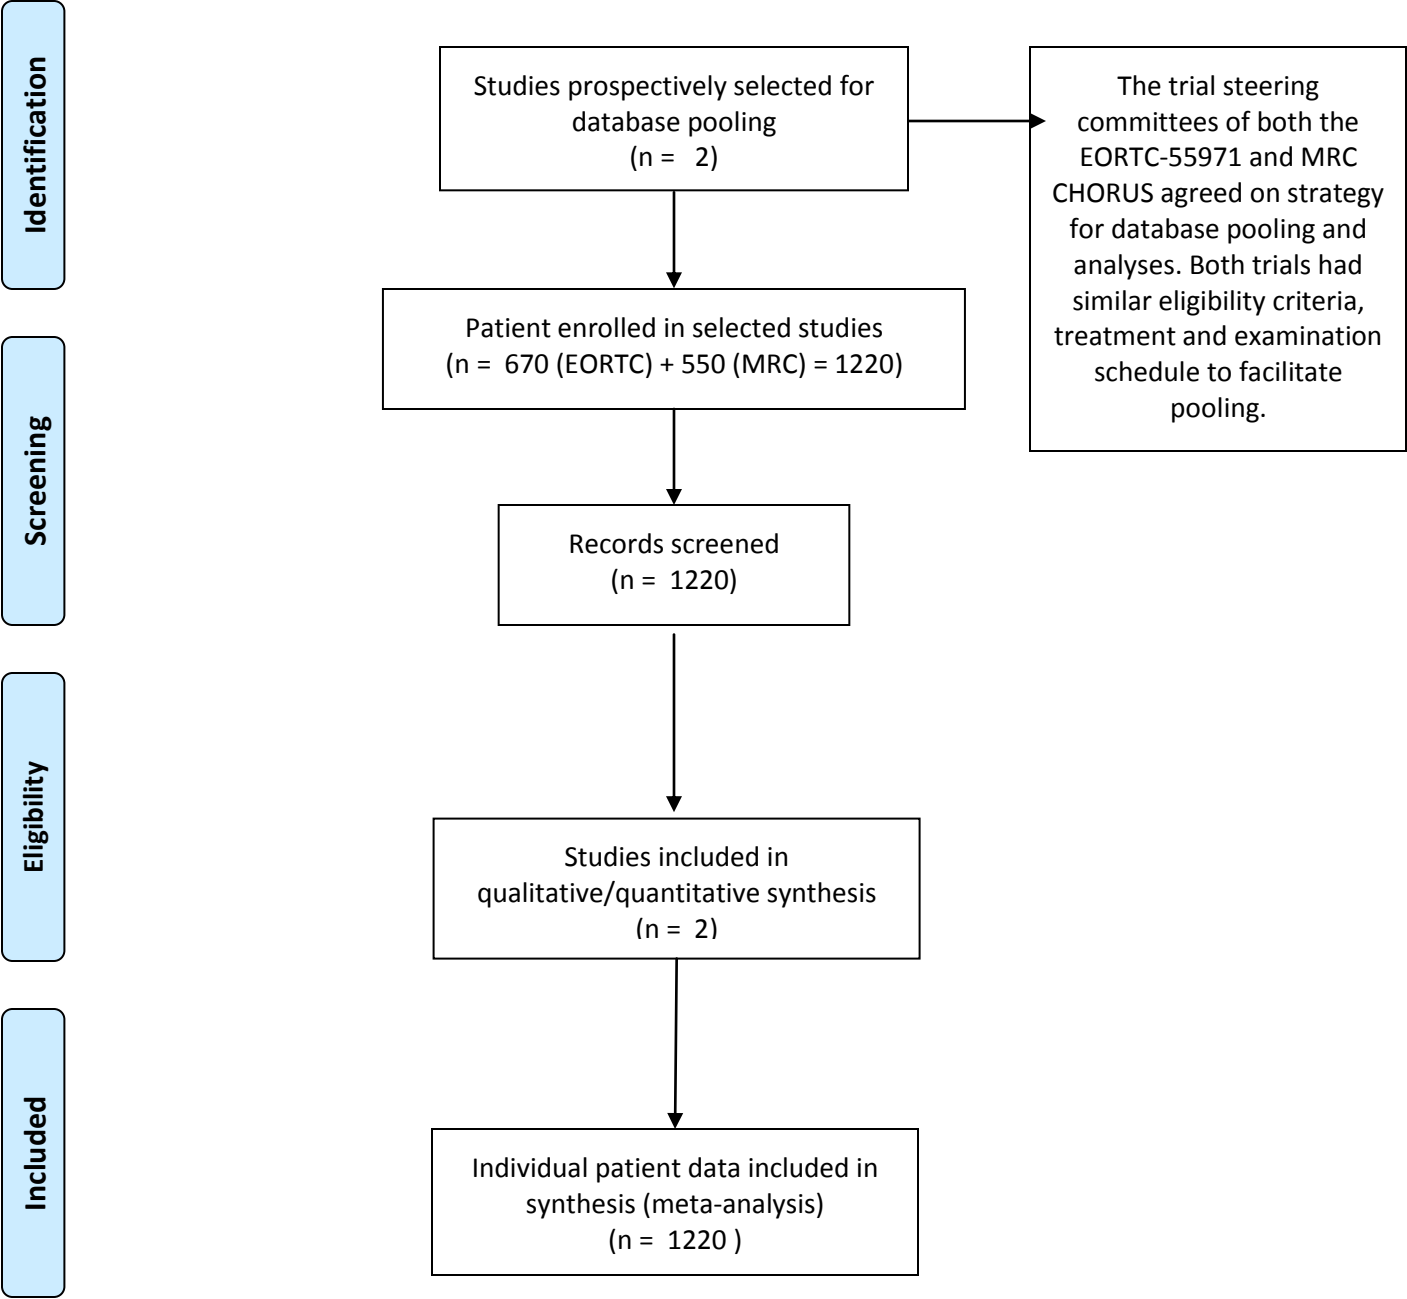 Identification
Studies prospectively selected for
database pooling
(n =   2)
The trial steering
committees of both the
EORTC-55971 and MRC
CHORUS agreed on strategy
for database pooling and
analyses. Both trials had
similar eligibility criteria,
treatment and examination
schedule to facilitate
pooling.
Patient enrolled in selected studies
(n =  670 (EORTC) + 550 (MRC) = 1220)
Screening
Records screened
(n =  1220)
Eligibility
Studies included in
qualitative/quantitative synthesis
(n =  2)
Included
Individual patient data included in
synthesis (meta-analysis)
(n =  1220 )